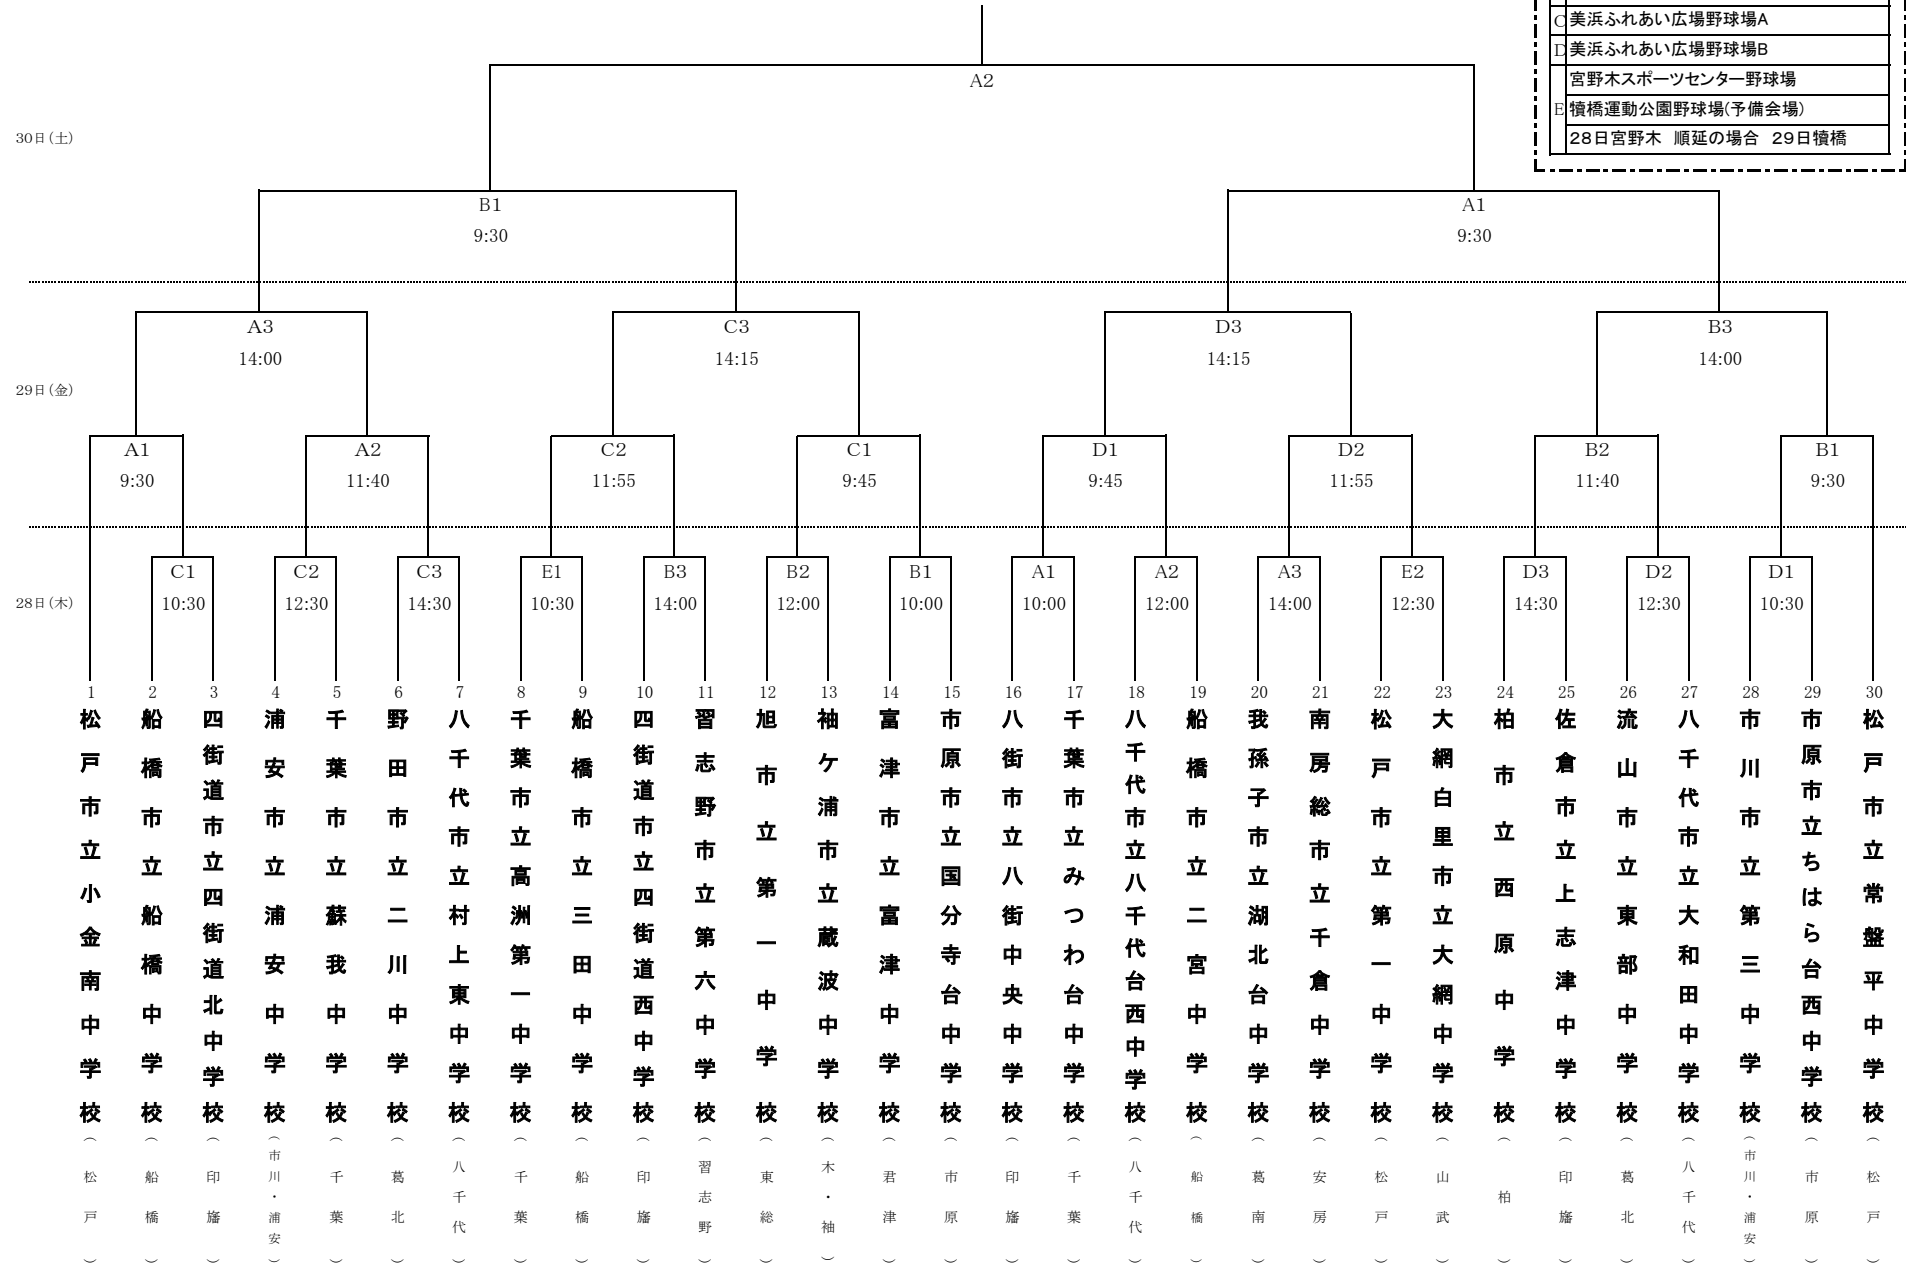 C 美浜ふれあい広場野球場A
D 美浜ふれあい広場野球場B
E 宮野木スポーツセンター野球場
犢橋運動公園野球場(予備会場)
28日宮野木 順延の場合 29日犢橋
A2
30日(土)
B1 A1
9:30 9:30
A3 C3 D3 B3
14:00 14:15 14:15 14:00
29日(金)
A1 A2 C2 C1 D1 D2 B2 B1
9:30 11:40 11:55 9:45 9:45 11:55 11:40 9:30
C1 C2 C3 E1 B3 B2 B1 A1 A2 A3 E2 D3 D2 D1
28日(木) 10:30 12:30 14:30 10:30 14:00 12:00 10:00 10:00 12:00 14:00 12:30 14:30 12:30 10:30
1 松戸市立小金南中学校(松戸)
2 船橋市立船橋中学校(船橋)
3 四街道市立四街道北中学校(印旛)
4 浦安市立浦安中学校(市川・浦安)
5 千葉市立蘇我中学校(千葉)
6 野田市立二川中学校(葛北)
7 八千代市立村上東中学校(八千代)
8 千葉市立高洲第一中学校(千葉)
9 船橋市立三田中学校(船橋)
10 四街道市立四街道西中学校(印旛)
11 習志野市立第六中学校(習志野)
12 旭市立第一中学校(東総)
13 袖ケ浦市立蔵波中学校(木・袖)
14 富津市立富津中学校(君津)
15 市原市立国分寺台中学校(市原)
16 八街市立八街中央中学校(印旛)
17 千葉市立みつわ台中学校(千葉)
18 八千代市立八千代台西中学校(八千代)
19 船橋市立二宮中学校(船橋)
20 我孫子市立湖北台中学校(葛南)
21 南房総市立千倉中学校(安房)
22 松戸市立第一中学校(松戸)
23 大網白里市立大網中学校(山武)
24 柏市立西原中学校(柏)
25 佐倉市立上志津中学校(印旛)
26 流山市立東部中学校(葛北)
27 八千代市立大和田中学校(八千代)
28 市川市立第三中学校(市川・浦安)
29 市原市立ちはら台西中学校(市原)
30 松戸市立常盤平中学校(松戸)